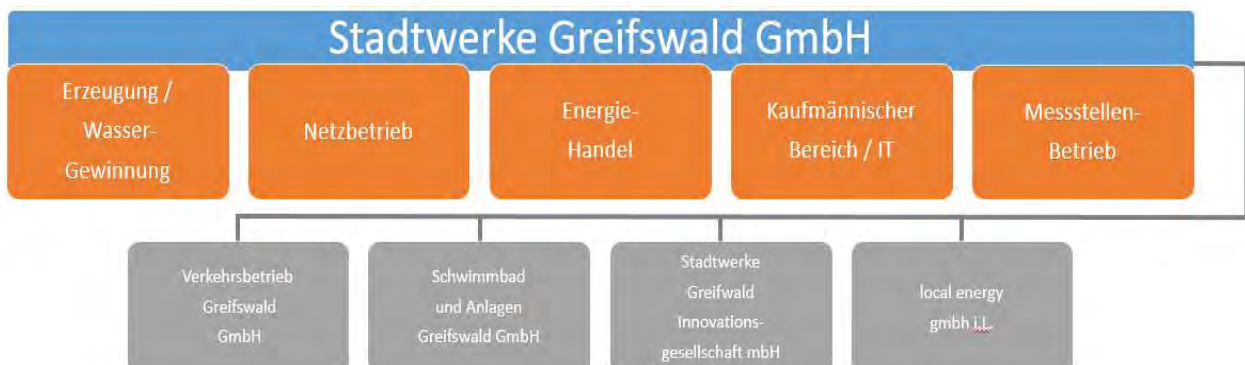 Stadtwerke Greifswald GmbH
Erzeugung /
Wasser-
Gewinnung
Netzbetrieb
Energie-
Handel
Kaufmännischer
Bereich / IT
Messstellen-
Betrieb
Verkehrsbetrieb
Greifswald
GmbH
Schwimmbad
und Anlagen
Greifswald GmbH
Stadtwerke
Greifwald
Innovations-
gesellschaft mbH
local energy
gmbh i.L.